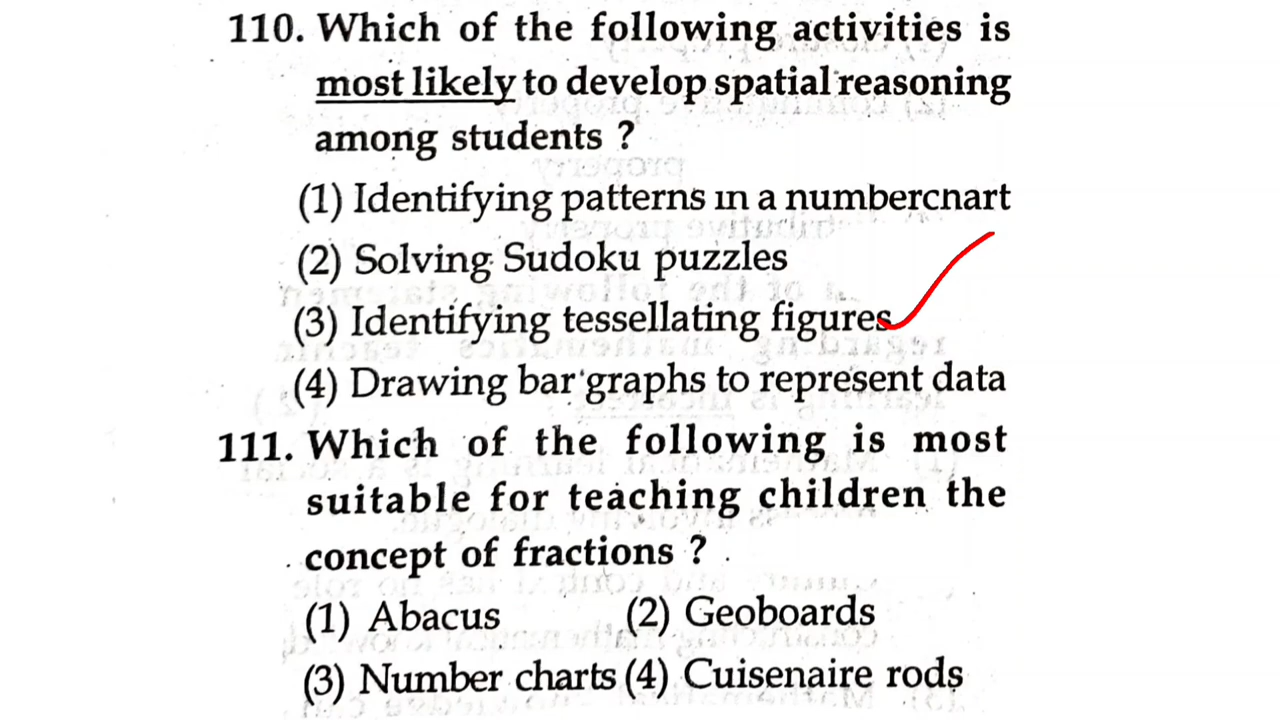 110. Which of the following activities is
most likely to develop spatial reasoning
among students ?
(1) Identifying patterns in a numbercnart
(2) Solving Sudoku puzzles
(3) Identifying tessellating figures
(4) Drawing bar graphs to represent data
111. Which of the following is most
suitable for teaching children the
concept of fractions ?
(1) Abacus (2) Geoboards
(3) Number charts (4) Cuisenaire rods